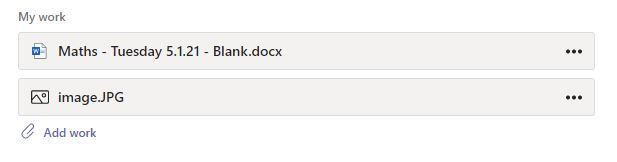 My work
Maths - Tuesday 5.1.21 - Blank.docx
image.JPG
Add work